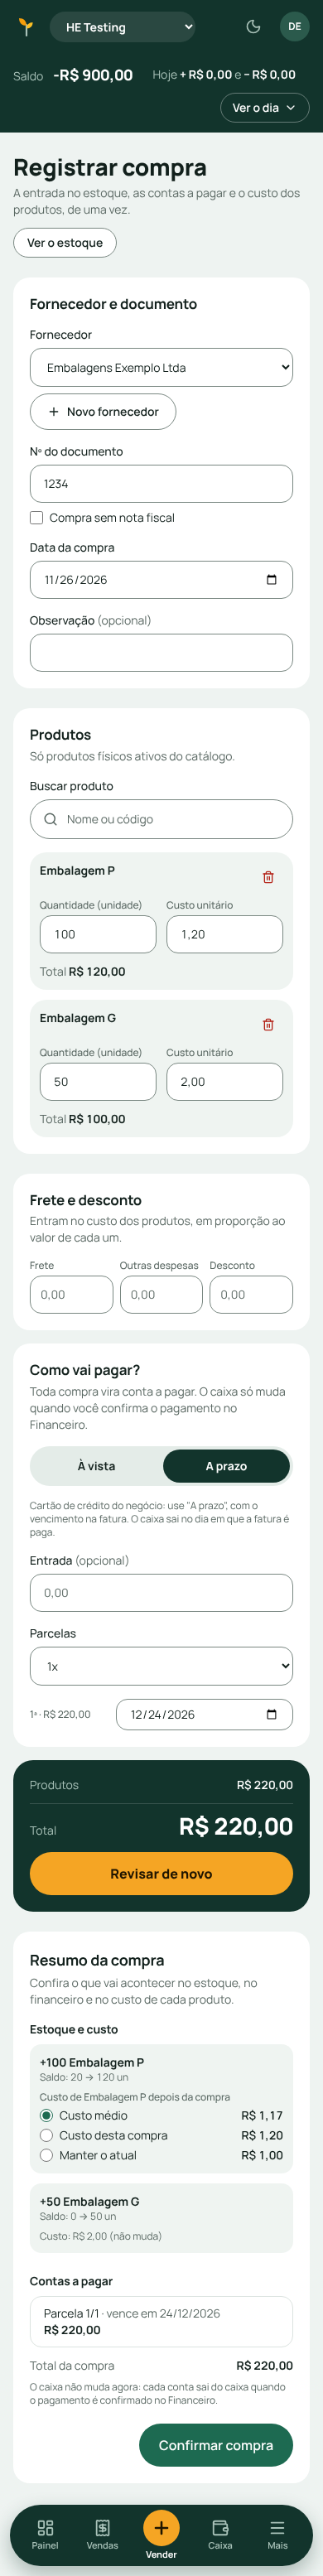 HE Testing
DE
Saldo -R$ 900,00 Hoje + R$ 0,00 e − R$ 0,00
Ver o dia
Registrar compra
A entrada no estoque, as contas a pagar e o custo dos
produtos, de uma vez.
Ver o estoque
Fornecedor e documento
Fornecedor
Embalagens Exemplo Ltda
Novo fornecedor
Nº do documento
1234
Compra sem nota fiscal
Data da compra
11/26/2026
Observação (opcional)
Produtos
Só produtos físicos ativos do catálogo.
Buscar produto
Nome ou código
Embalagem P
Quantidade (unidade) Custo unitário
100 1,20
Total R$ 120,00
Embalagem G
Quantidade (unidade) Custo unitário
50 2,00
Total R$ 100,00
Frete e desconto
Entram no custo dos produtos, em proporção ao
valor de cada um.
Frete Outras despesas Desconto
0,00 0,00 0,00
Como vai pagar?
Toda compra vira conta a pagar. O caixa só muda
quando você confirma o pagamento no
Financeiro.
À vista A prazo
Cartão de crédito do negócio: use "A prazo", com o
vencimento na fatura. O caixa sai no dia em que a fatura é
paga.
Entrada (opcional)
0,00
Parcelas
1x
1ª · R$ 220,00 12/24/2026
Produtos R$ 220,00
Total R$ 220,00
Revisar de novo
Resumo da compra
Confira o que vai acontecer no estoque, no
financeiro e no custo de cada produto.
Estoque e custo
+100 Embalagem P
Saldo: 20 → 120 un
Custo de Embalagem P depois da compra
Custo médio R$ 1,17
Custo desta compra R$ 1,20
Manter o atual R$ 1,00
+50 Embalagem G
Saldo: 0 → 50 un
Custo: R$ 2,00 (não muda)
Contas a pagar
Parcela 1/1 · vence em 24/12/2026
R$ 220,00
Total da compra R$ 220,00
O caixa não muda agora: cada conta sai do caixa quando
o pagamento é confirmado no Financeiro.
Confirmar compra
Painel Vendas Vender Caixa Mais